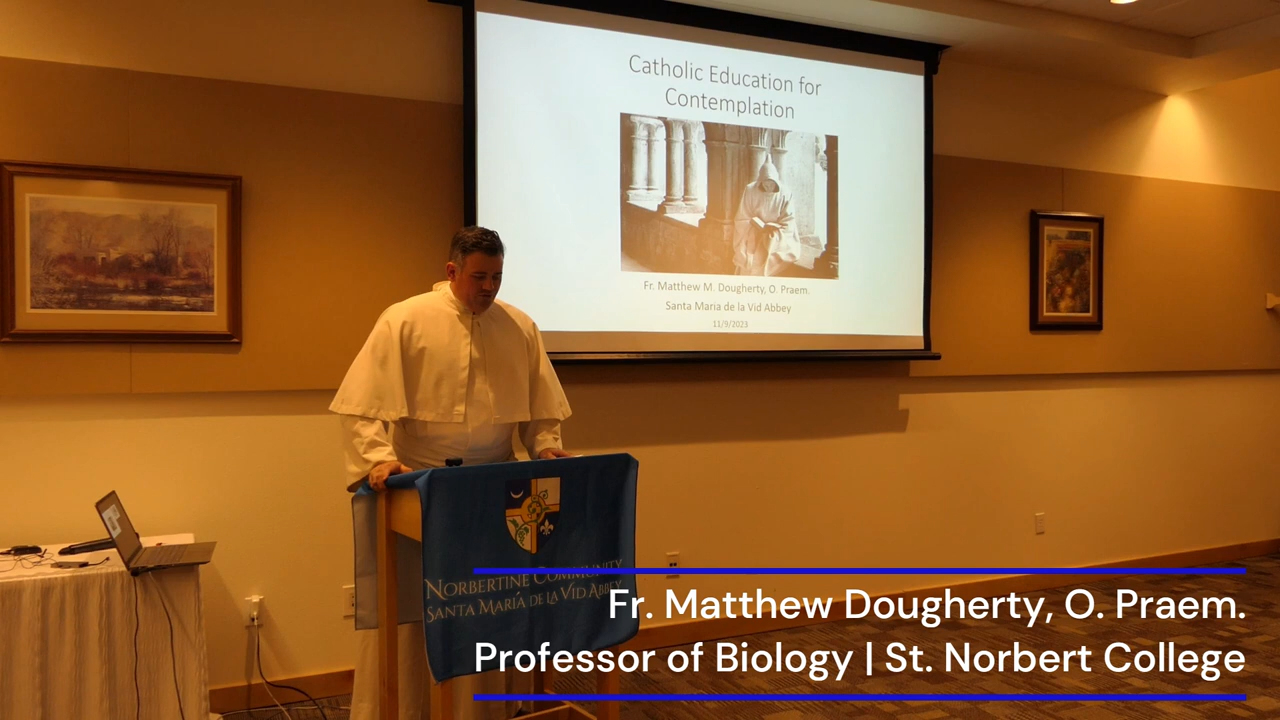 Catholic Education for
Contemplation
Fr. Matthew M. Dougherty, O. Praem.
Santa Maria de la Vid Abbey
11/9/2023
NORBERTINE COMMUNITY
SANTA MARÍA DE LA VID ABBEY
Fr. Matthew Dougherty, O. Praem.
Professor of Biology | St. Norbert College